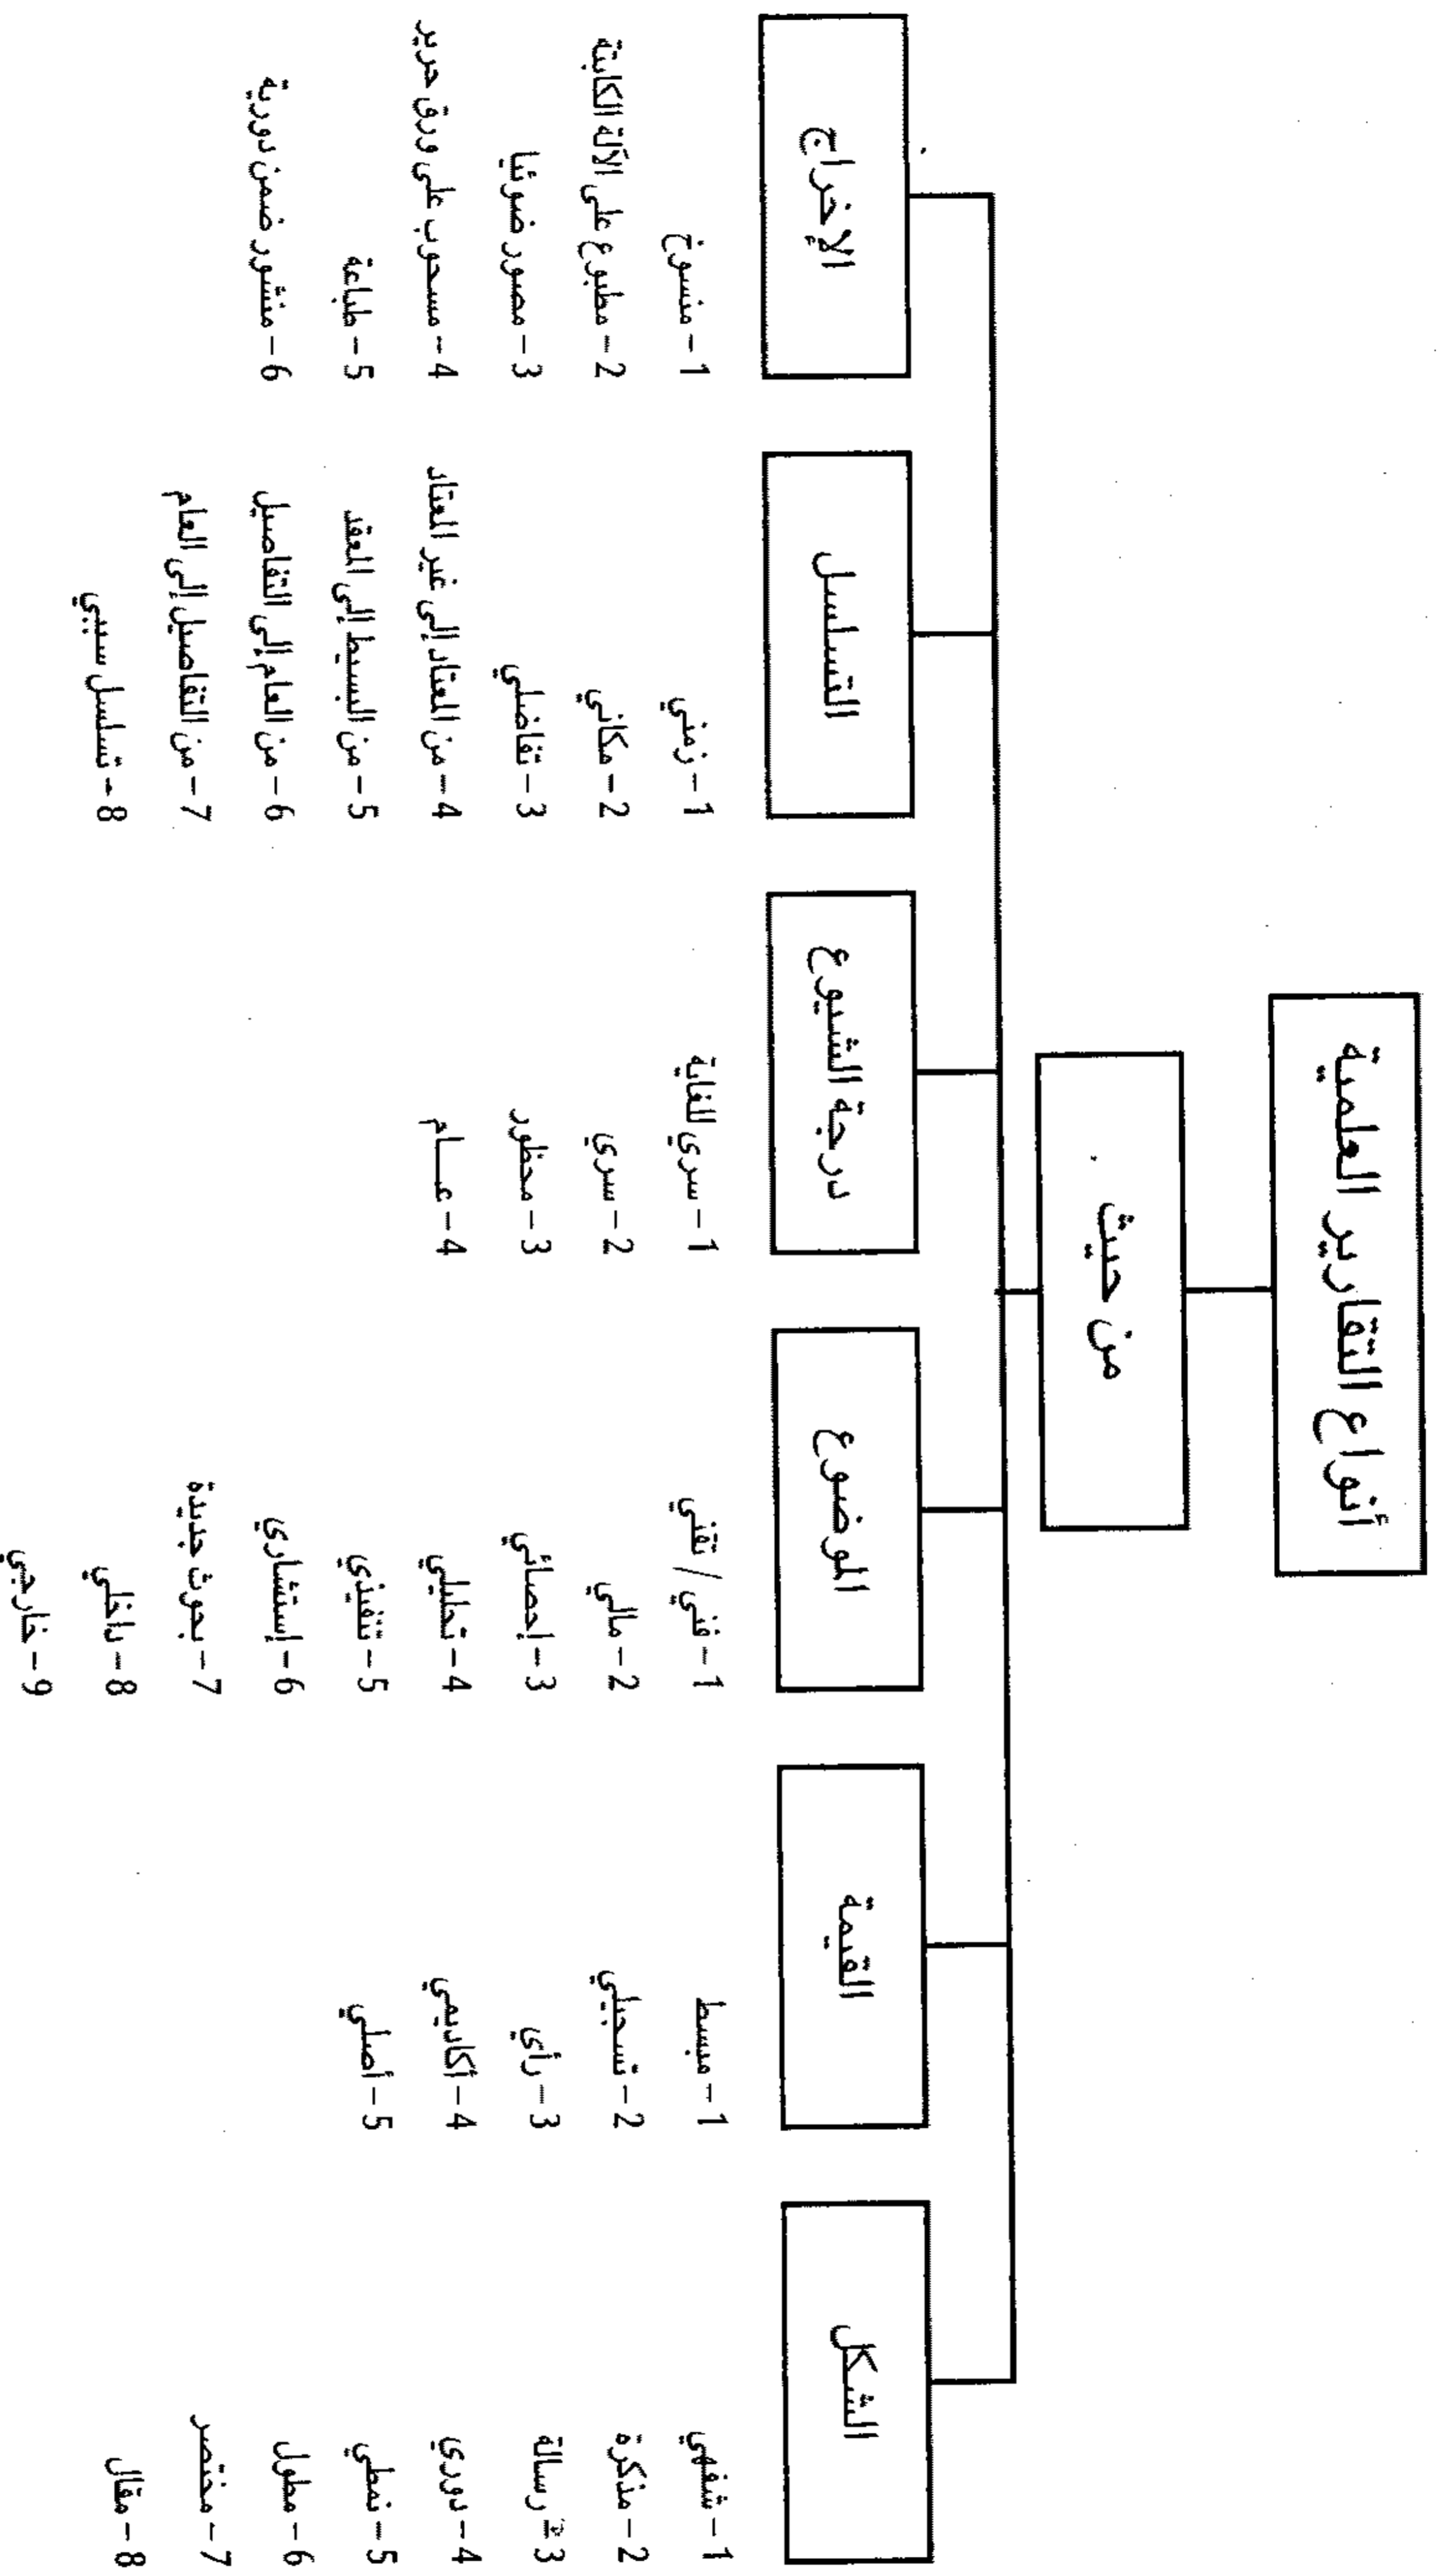 أنواع التقارير العلمية
من حيث
الشكل
1- شفهي
2- مذكرة
3- رسالة
4- دوري
5- نمطي
6- مطول
7- مختصر
8- مقال
القيمة
1- مبسط
2- تسجيلي
3- رأي
4- أكاديمي
5- أصلي
الموضوع
1- فني / تقني
2- مالي
3- إحصائي
4- تحليلي
5- تنفيذي
6- إستشاري
7- بحوث جديدة
8- داخلي
9- خارجي
درجة الشيوع
1- سري للغاية
2- سري
3- محظور
4- عــام
التسلسل
1- زمني
2- مكاني
3- تفاضلي
4- من المعتاد إلى غير المعتاد
5- من البسيط إلى المعقد
6- من العام إلى التفاصيل
7- من التفاصيل إلى العام
8- تسلسل سببي
الإخراج
1- منسوخ
2- مطبوع على الآلة الكاتبة
3- مصور ضوئيا
4- مسحوب على ورق حرير
5- طباعة
6- منشور ضمن دورية